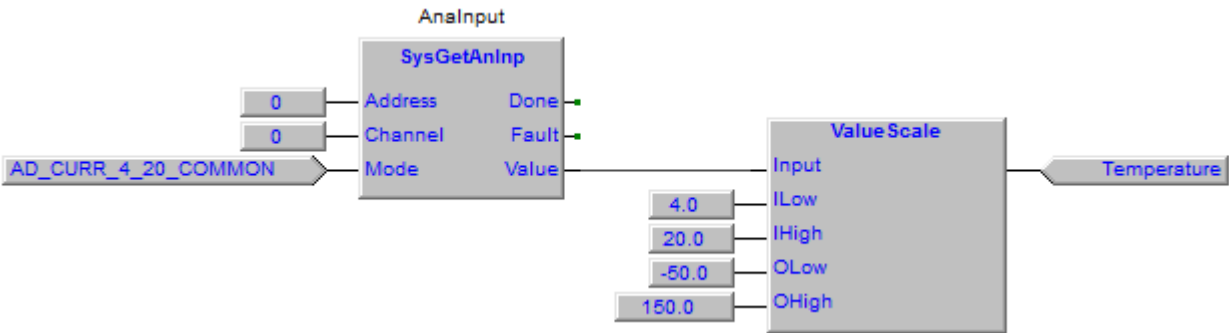 AnaInput
SysGetAnInp
0 Address Done
0 Channel Fault
AD_CURR_4_20_COMMON Mode Value
ValueScale
Input Temperature
4.0 ILow
20.0 IHigh
-50.0 OLow
150.0 OHigh